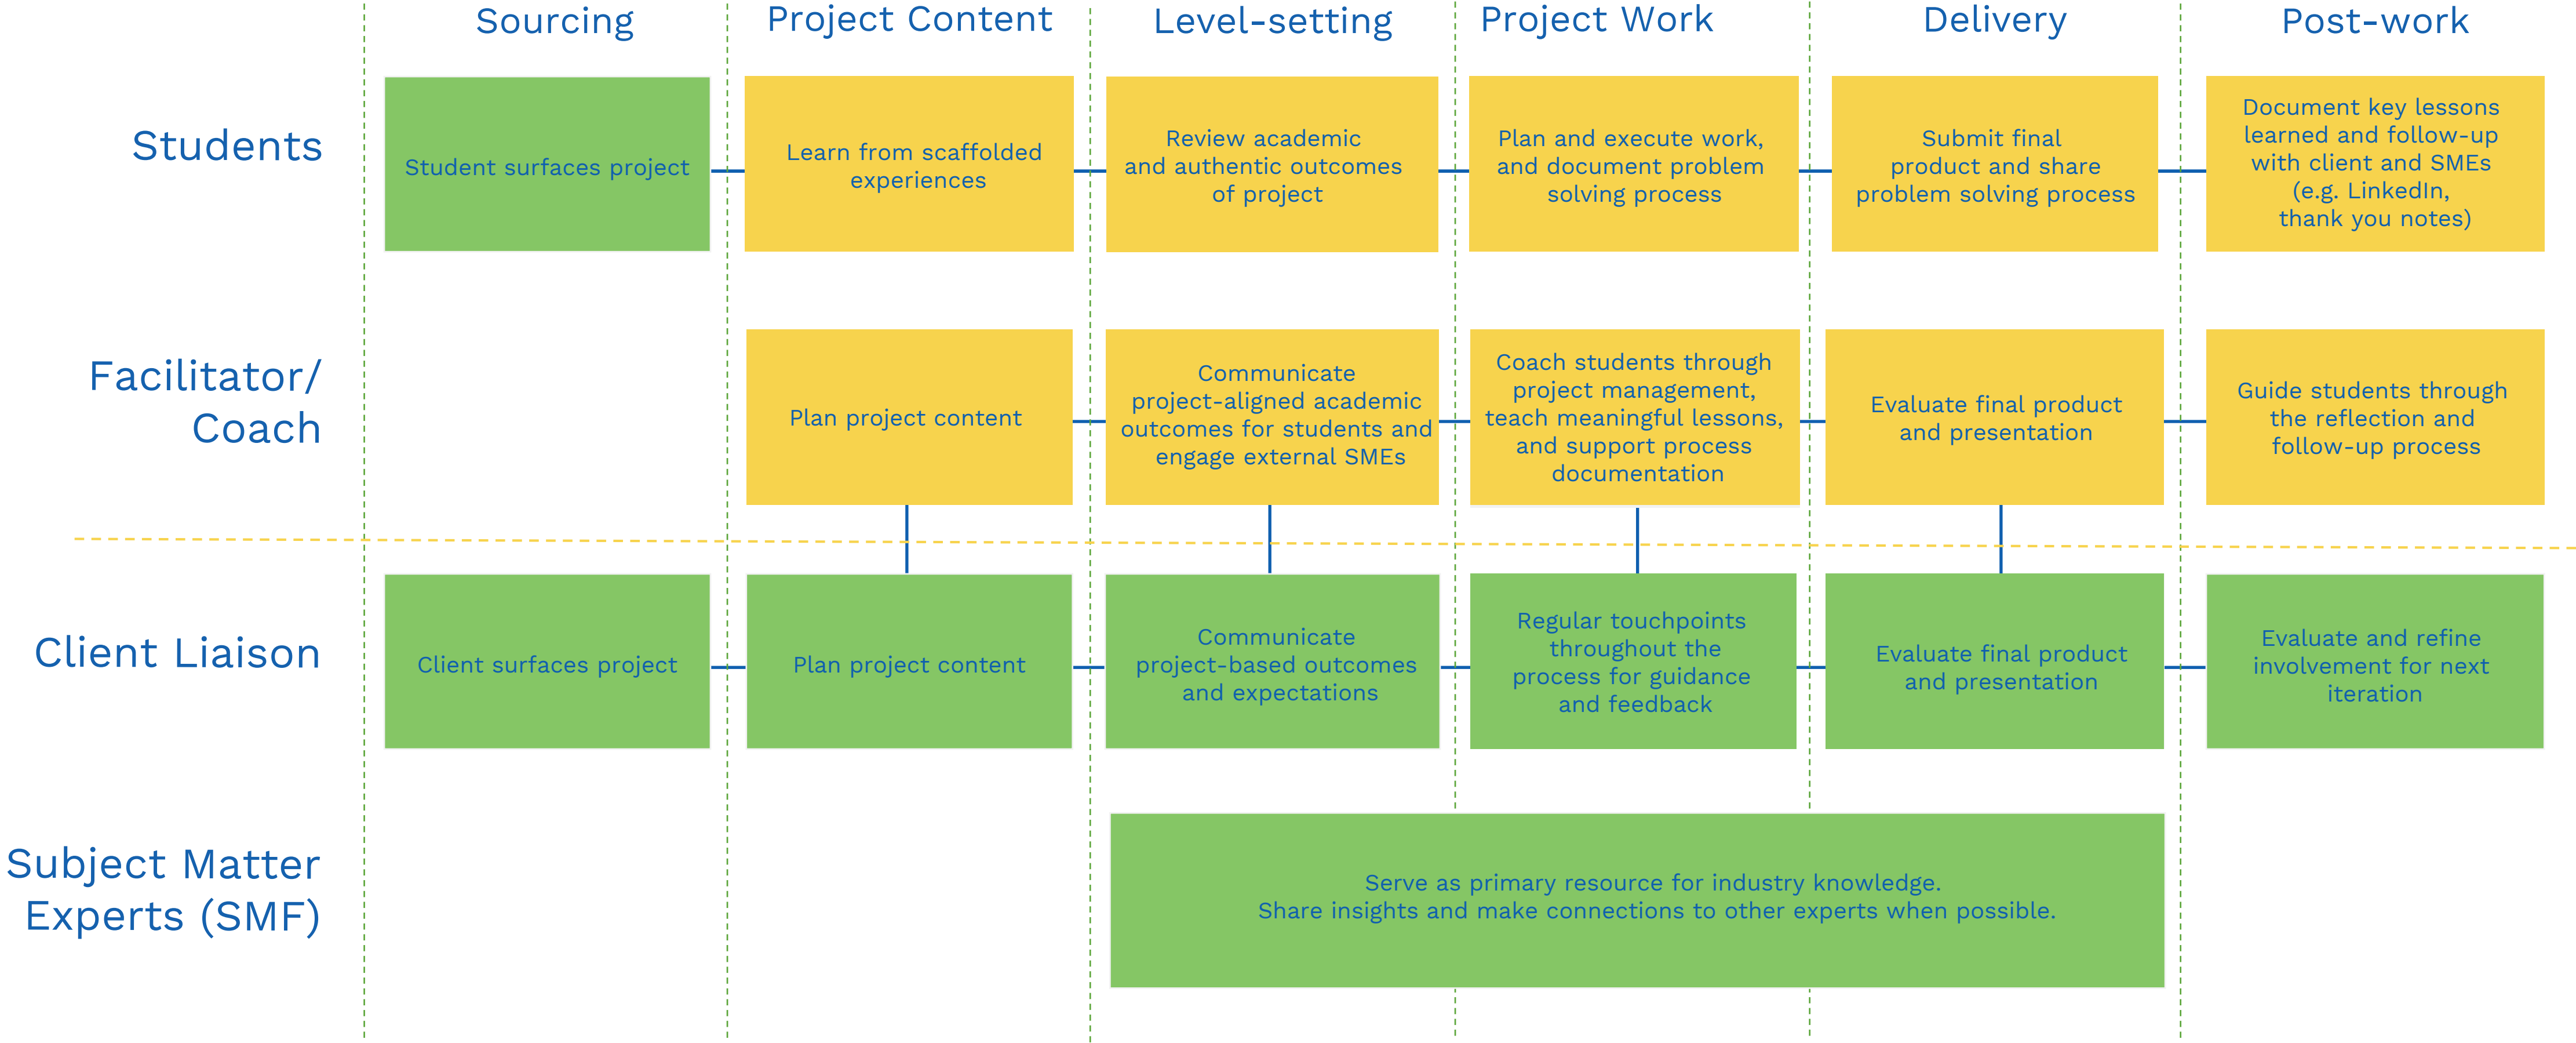 Sourcing
Project Content
Level-setting
Project Work
Delivery
Post-work
Students
Student surfaces project
Learn from scaffolded
experiences
Review academic
and authentic outcomes
of project
Plan and execute work,
and document problem
solving process
Submit final
product and share
problem solving process
Document key lessons
learned and follow-up
with client and SMEs
(e.g. LinkedIn,
thank you notes)
Facilitator/
Coach
Plan project content
Communicate
project-aligned academic
outcomes for students and
engage external SMEs
Coach students through
project management,
teach meaningful lessons,
and support process
documentation
Evaluate final product
and presentation
Guide students through
the reflection and
follow-up process
Client Liaison
Client surfaces project
Plan project content
Communicate
project-based outcomes
and expectations
Regular touchpoints
throughout the
process for guidance
and feedback
Evaluate final product
and presentation
Evaluate and refine
involvement for next
iteration
Subject Matter
Experts (SMF)
Serve as primary resource for industry knowledge.
Share insights and make connections to other experts when possible.